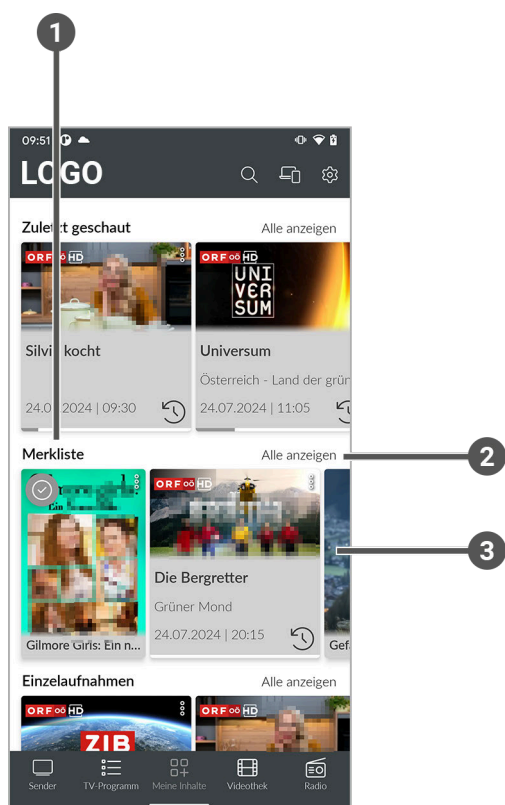 1
09:51
LOGO
Zuletzt geschaut Alle anzeigen
ORF oö HD
ORF oö HD
UNI
VER
SUM
Silvia kocht
Universum
Österreich - Land der grün
24.07.2024 | 09:30
24.07.2024 | 11:05
Merkliste Alle anzeigen
2
ORF oö HD
3
Die Bergretter
Grüner Mond
24.07.2024 | 20:15
Gilmore Girls: Ein n...
Gef
Einzelaufnahmen Alle anzeigen
ORF oö HD
ORF oö HD
ZIB
Sender TV-Programm Meine Inhalte Videothek Radio